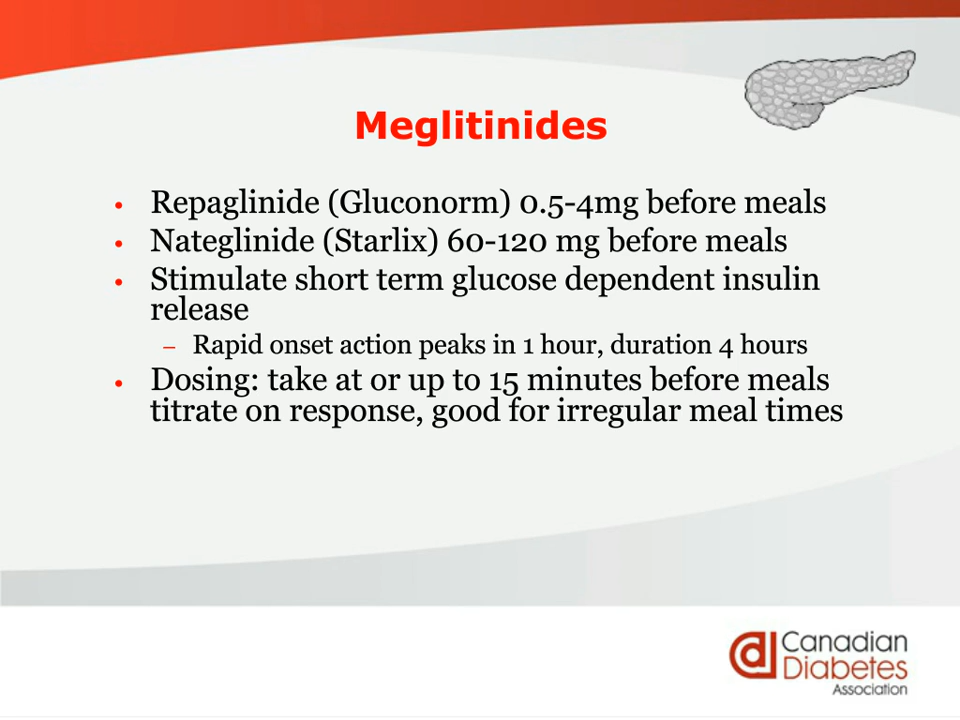 Meglitinides
• Repaglinide (Gluconorm) 0.5-4mg before meals
• Nateglinide (Starlix) 60-120 mg before meals
• Stimulate short term glucose dependent insulin
release
– Rapid onset action peaks in 1 hour, duration 4 hours
• Dosing: take at or up to 15 minutes before meals
titrate on response, good for irregular meal times
Canadian
Diabetes
Association